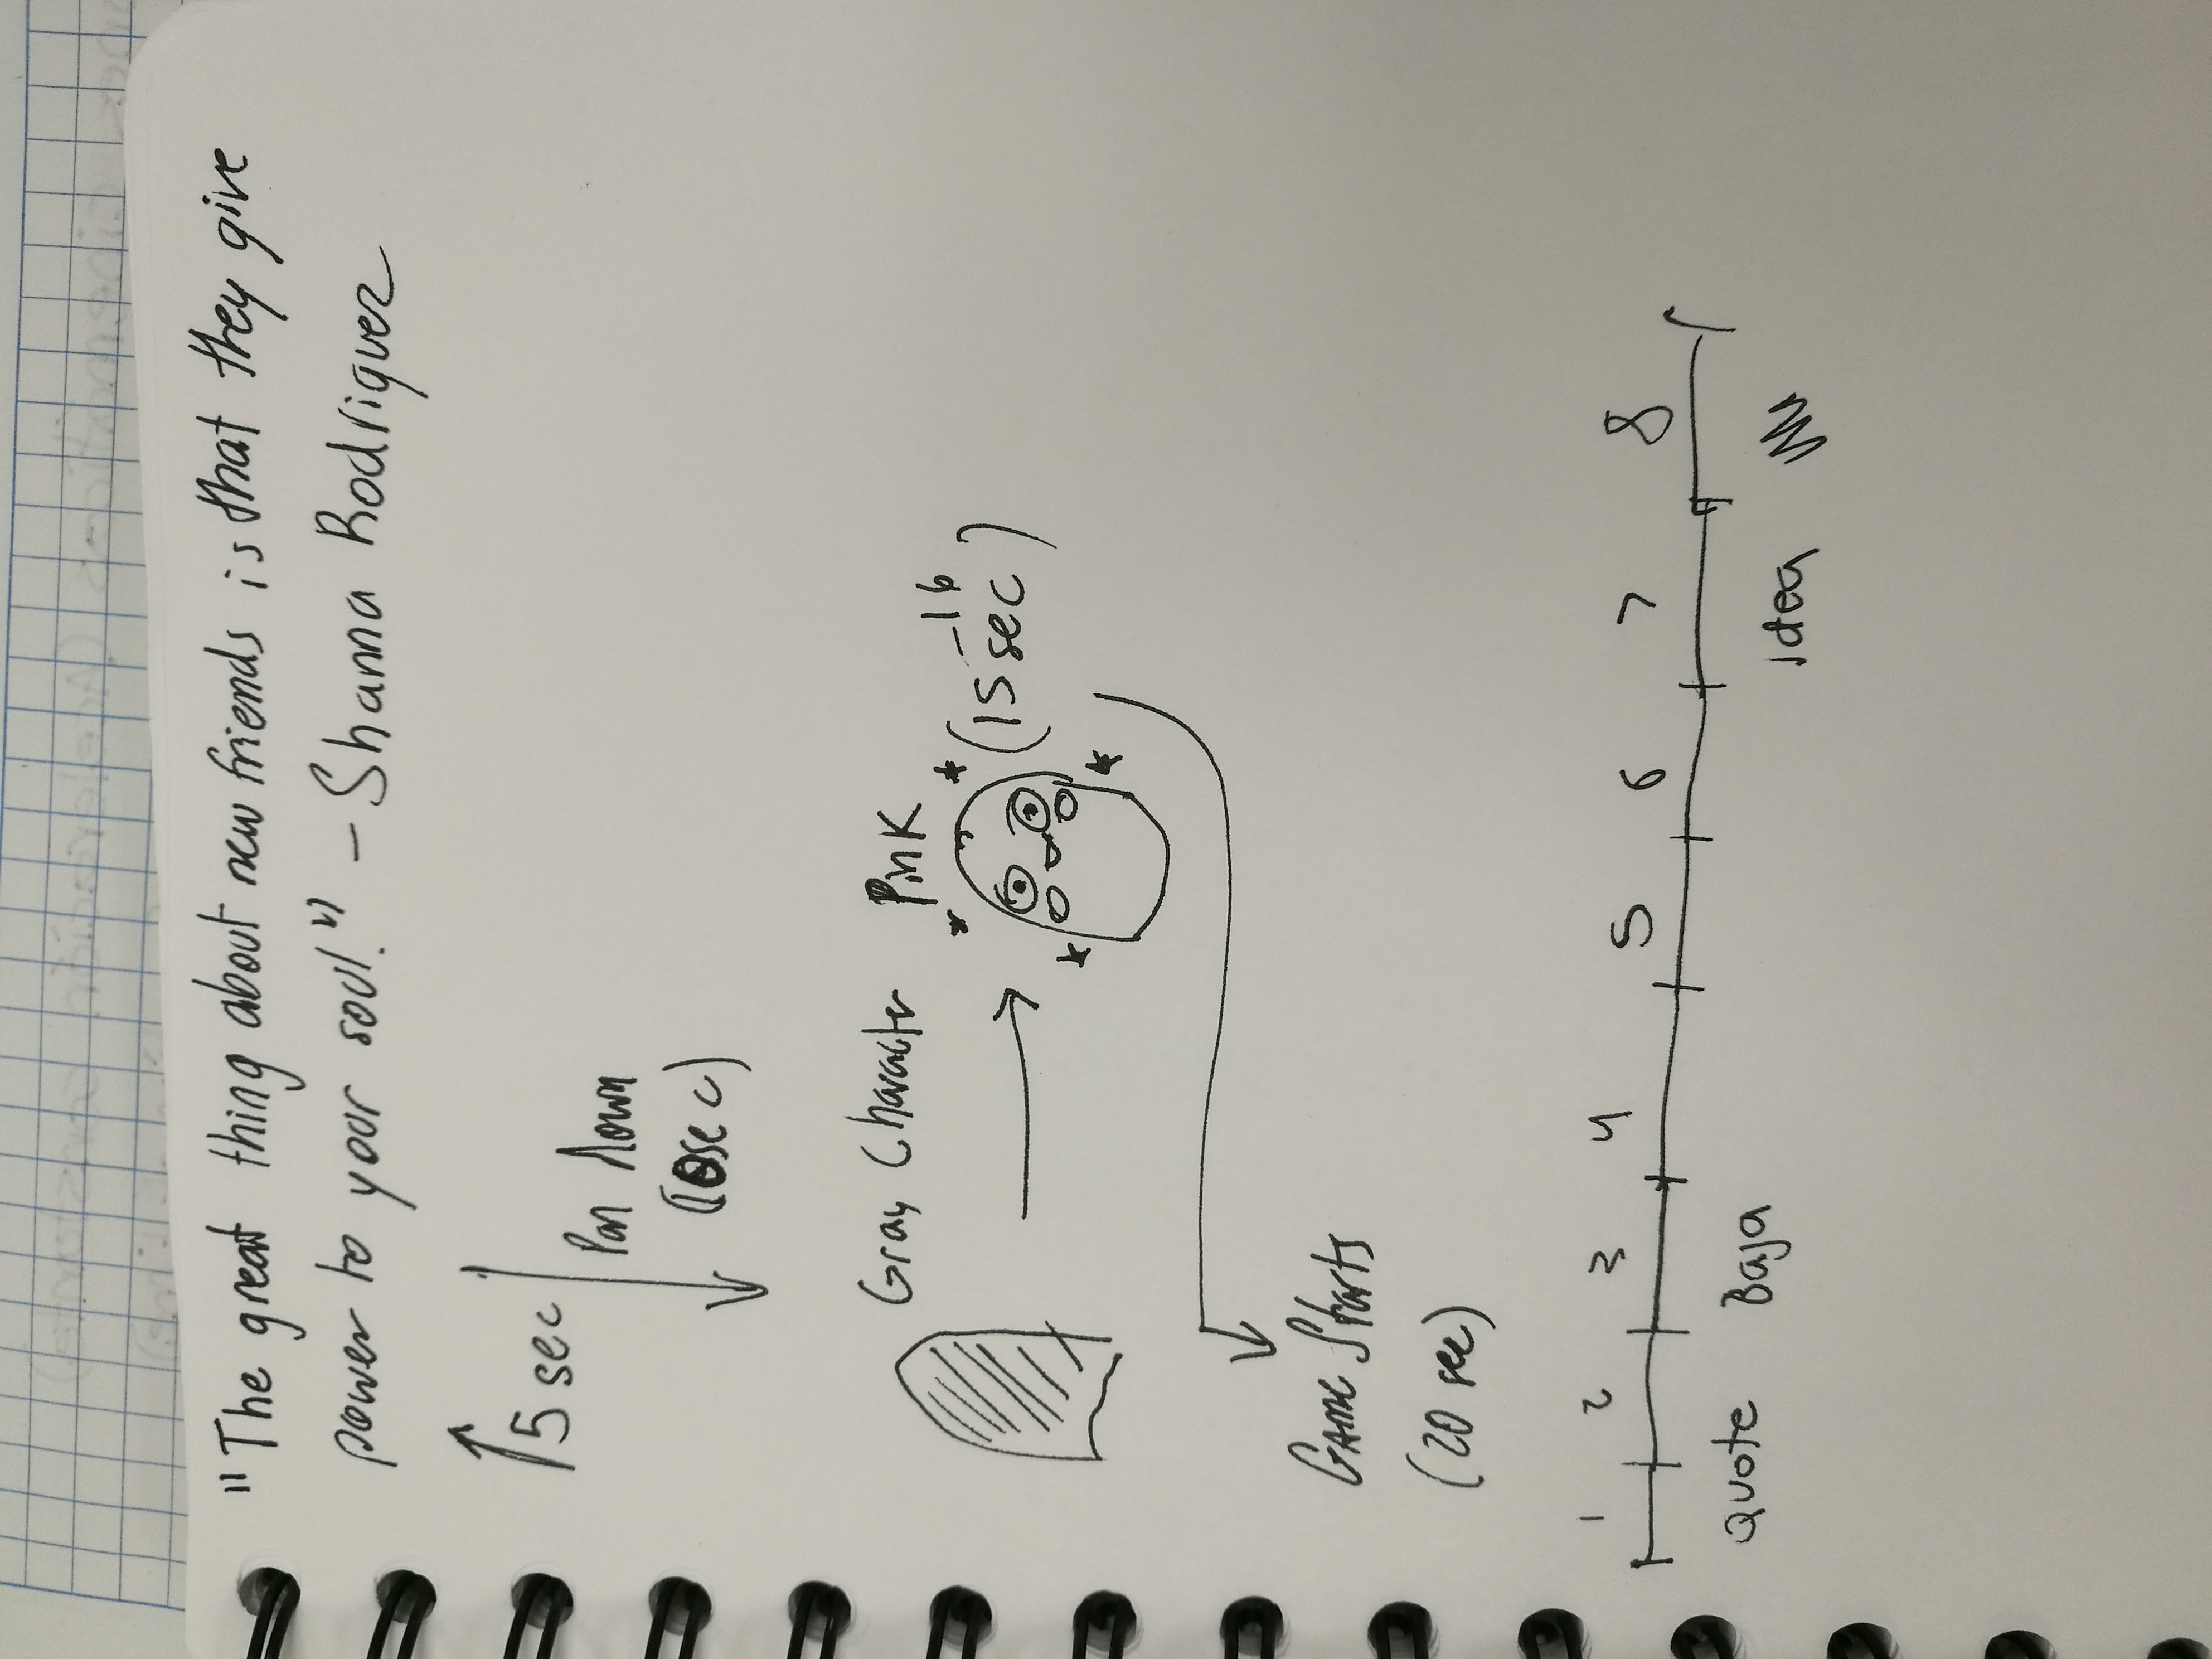 "The great thing about new friends is that they give
power to your soul." - Shanna Rodriguez
5 sec
Pan down
(10sec)
Gray Character
Pink
(15-16 sec)
Game Starts
(20 sec)
1 2 3 4 5 6 7 8
Quote Baja Idea